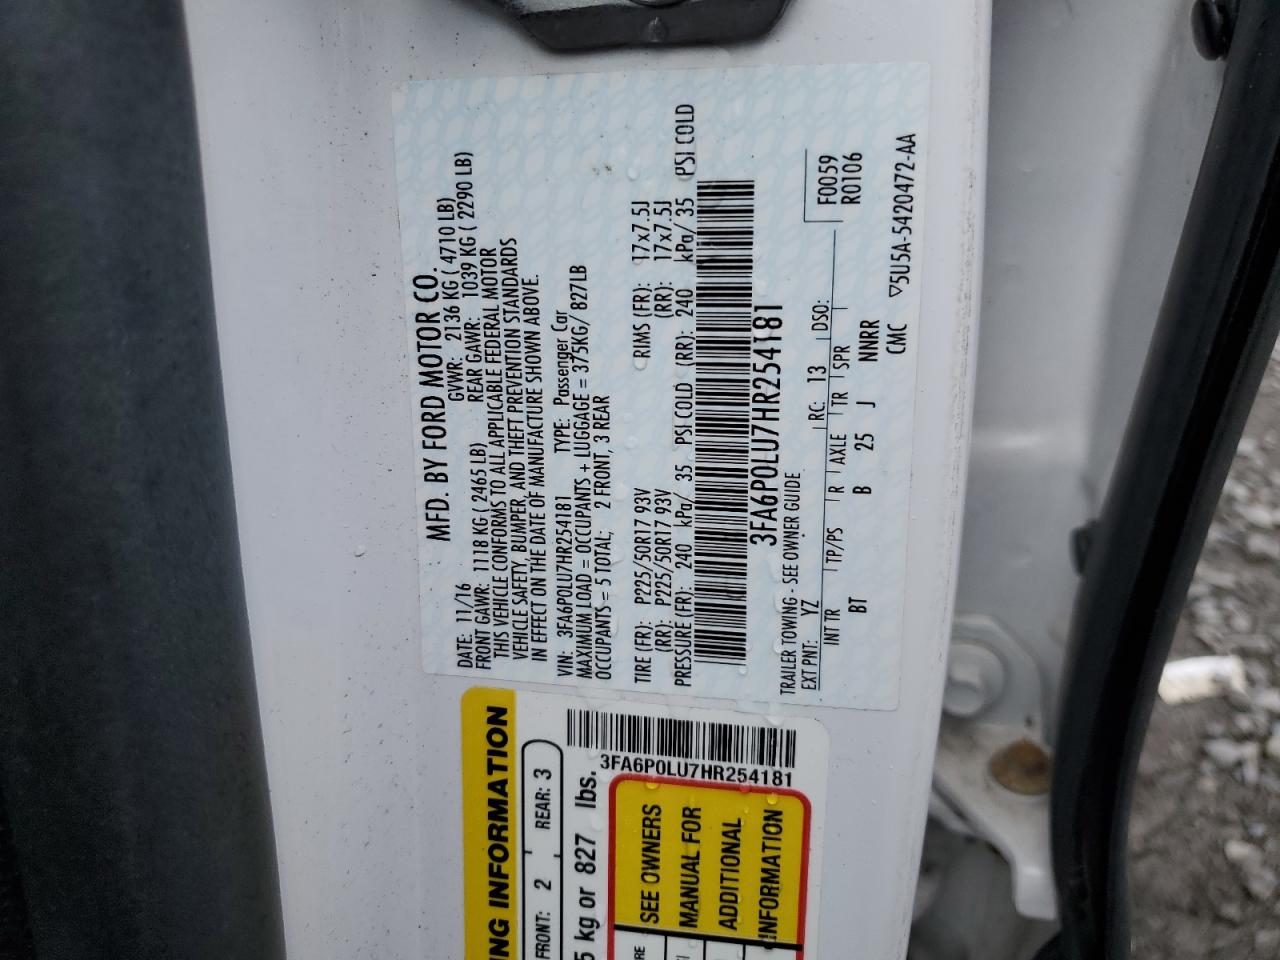 MFD. BY FORD MOTOR CO.
DATE: 11/16 GVWR: 2136 KG ( 4710 LB)
FRONT GAWR: 1118 KG ( 2465 LB) REAR GAWR: 1039 KG ( 2290 LB)
THIS VEHICLE CONFORMS TO ALL APPLICABLE FEDERAL MOTOR
VEHICLE SAFETY, BUMPER, AND THEFT PREVENTION STANDARDS
IN EFFECT ON THE DATE OF MANUFACTURE SHOWN ABOVE.
VIN: 3FA6P0LU7HR254181 TYPE: Passenger Car
MAXIMUM LOAD = OCCUPANTS + LUGGAGE = 375KG/ 827LB
OCCUPANTS = 5 TOTAL; 2 FRONT, 3 REAR
TIRE (FR): P225/50R17 93V RIMS (FR): 17x7.5J
(RR): P225/50R17 93V (RR): 17x7.5J
PRESSURE (FR): 240 kPa/ 35 PSI COLD (RR): 240 kPa/ 35 PSI COLD
3FA6P0LU7HR254181
TRAILER TOWING - SEE OWNER GUIDE
EXT PNT: YZ RC: 13 DSO: F0059
R0106
INT TR TP/PS R AXLE TR SPR
BT B 25 J NNRR
CMC
▽5U5A-5420472-AA
NG INFORMATION
FRONT: 2 REAR: 3
5 kg or 827 lbs.
3FA6P0LU7HR254181
SEE OWNERS
MANUAL FOR
ADDITIONAL
INFORMATION